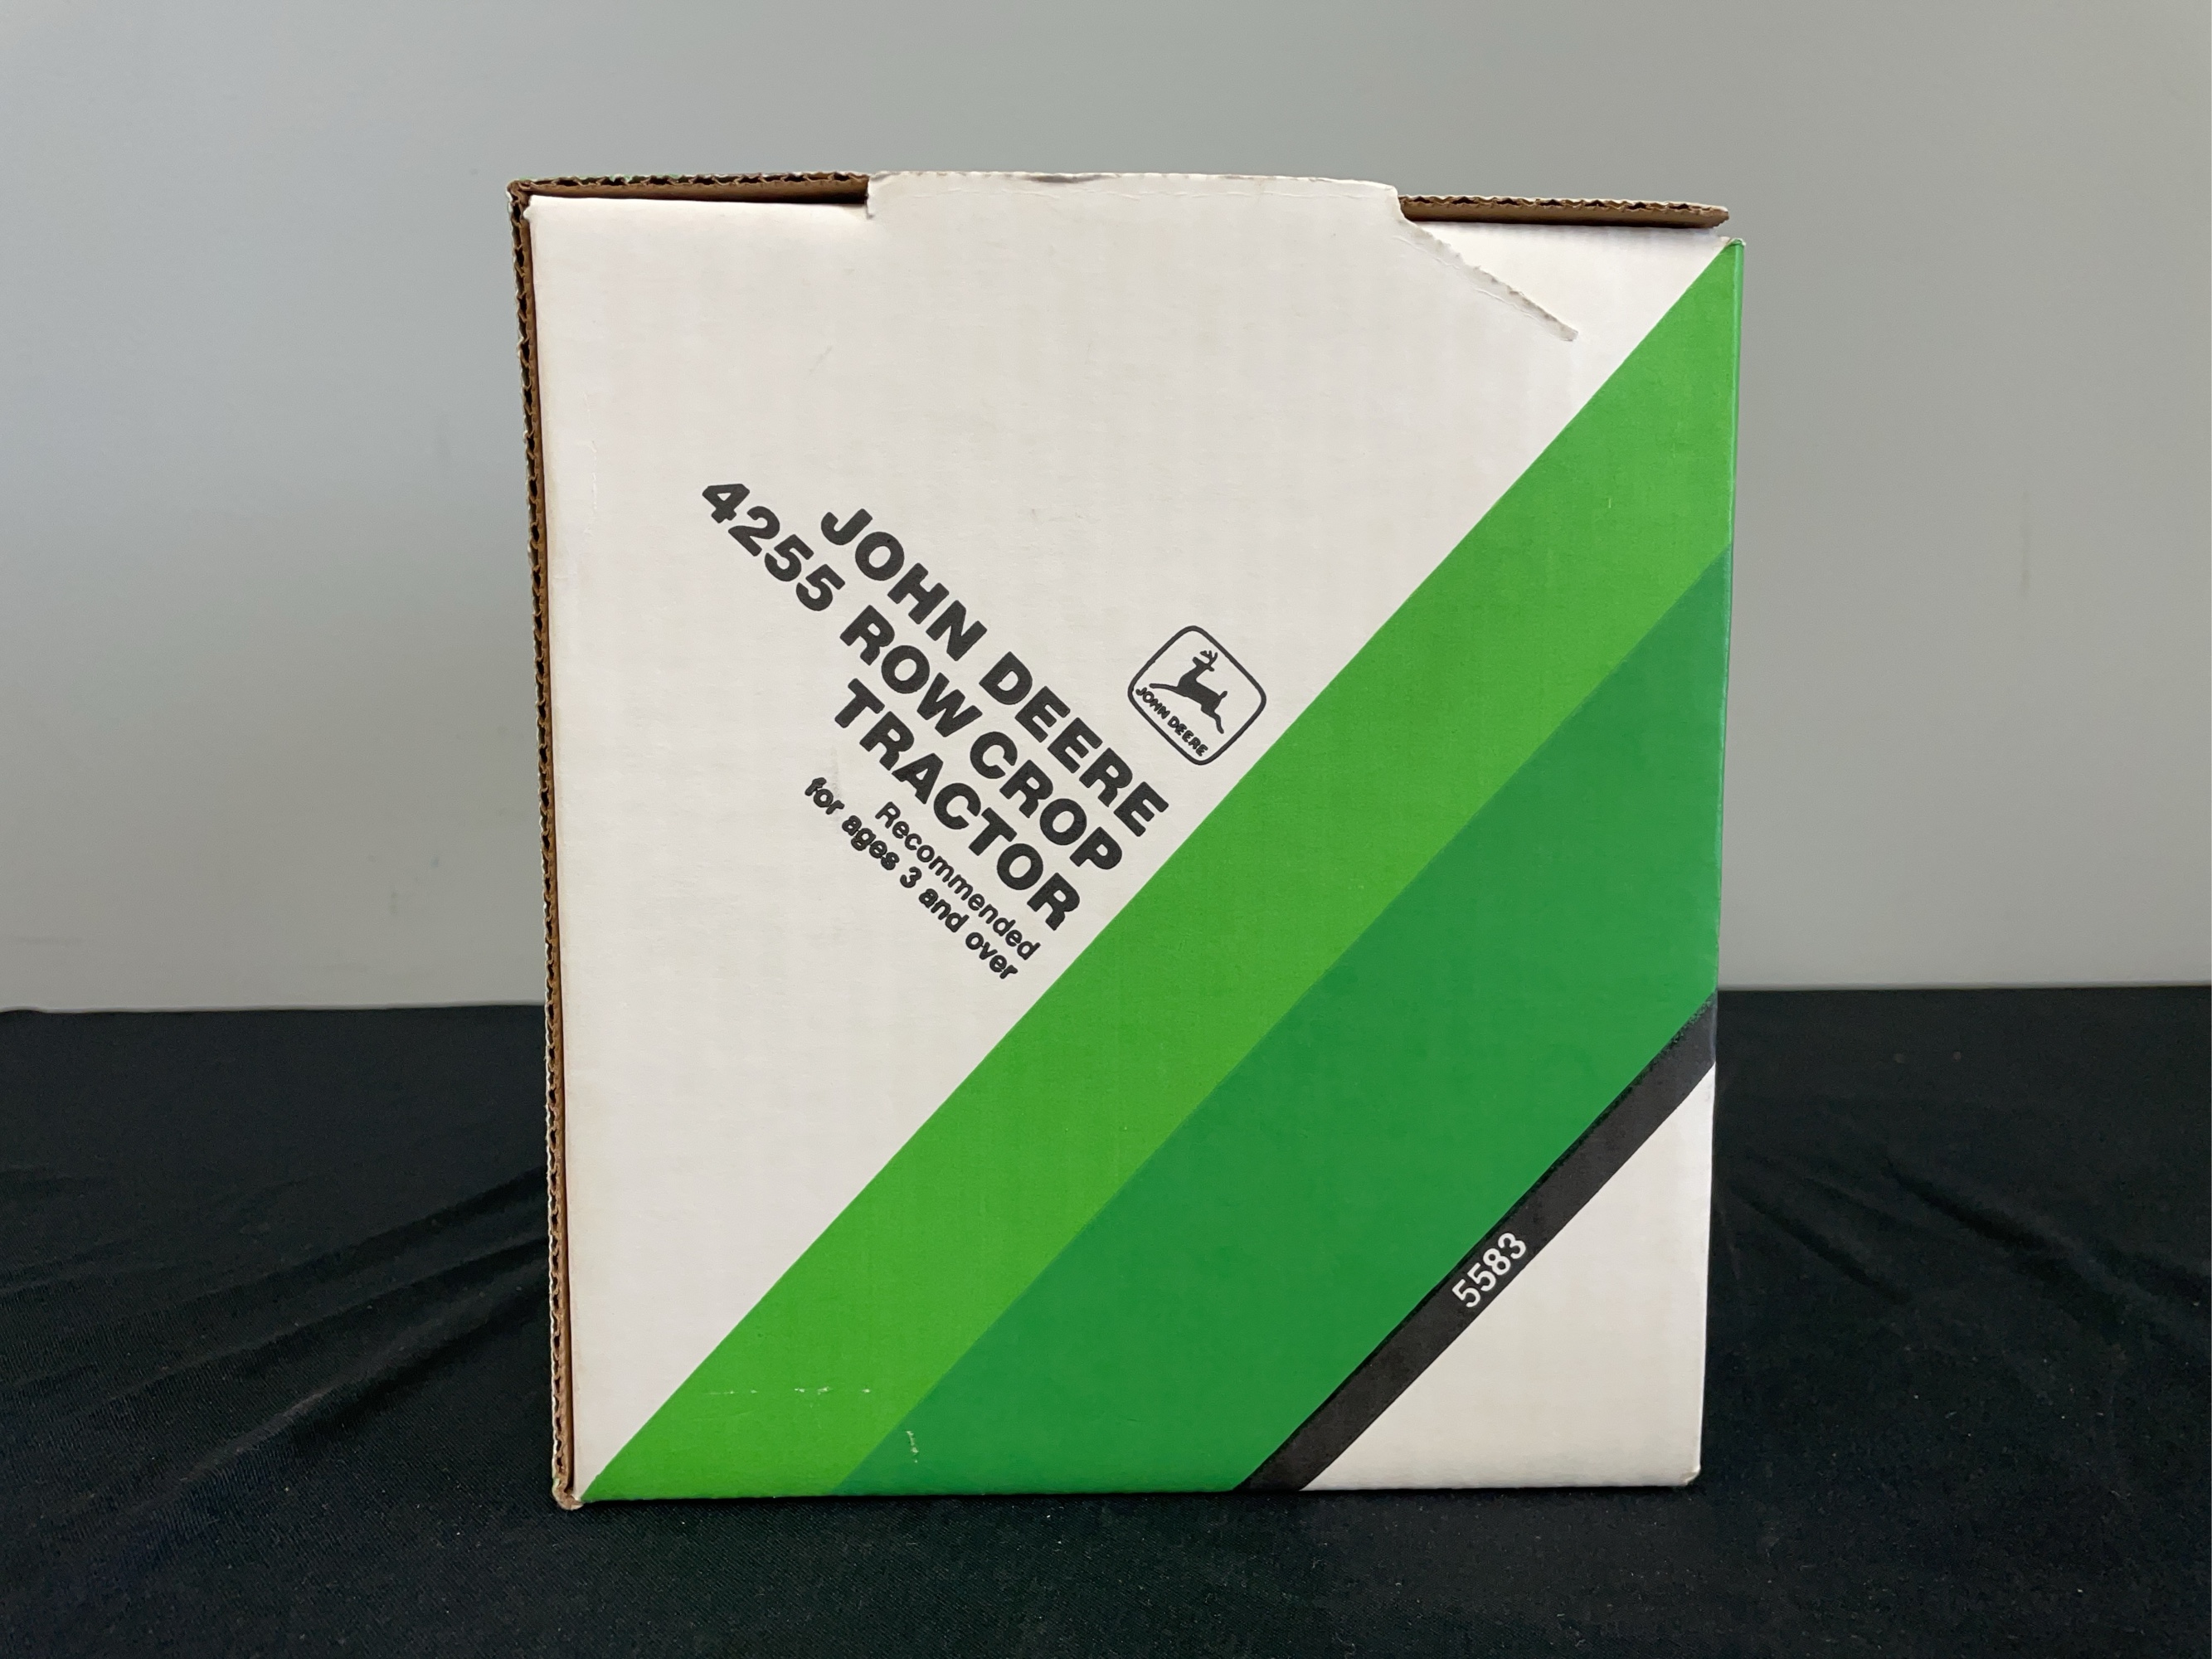 JOHN DEERE
JOHN DEERE
4255 ROW CROP
TRACTOR
Recommended
for ages 3 and over
5583